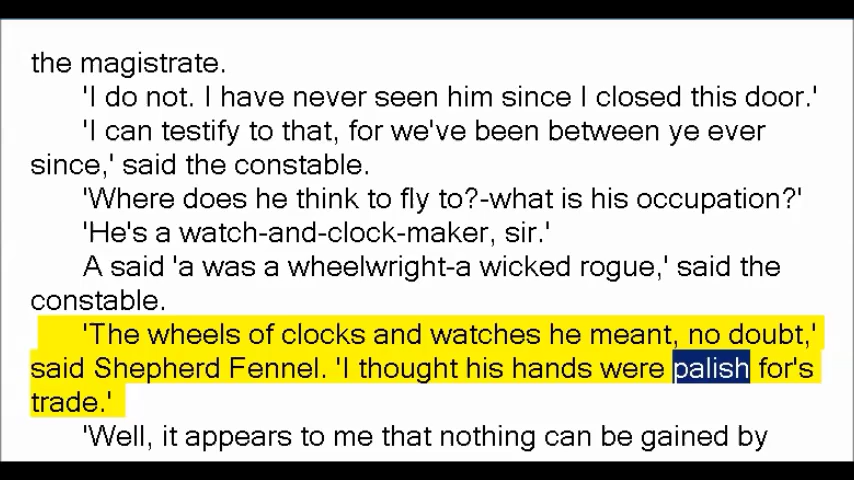 the magistrate.
'I do not. I have never seen him since I closed this door.'
'I can testify to that, for we've been between ye ever
since,' said the constable.
'Where does he think to fly to?-what is his occupation?'
'He's a watch-and-clock-maker, sir.'
A said 'a was a wheelwright-a wicked rogue,' said the
constable.
'The wheels of clocks and watches he meant, no doubt,'
said Shepherd Fennel. 'I thought his hands were palish for's
trade.'
'Well, it appears to me that nothing can be gained by